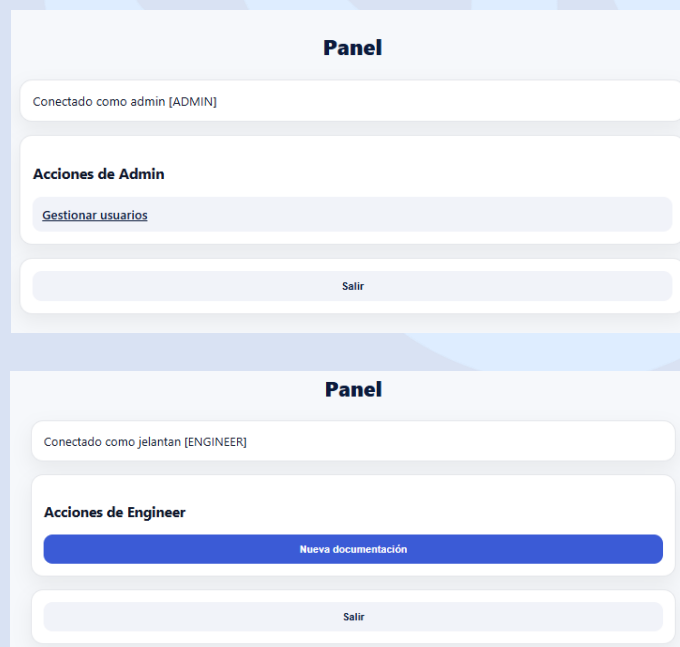 Panel
Conectado como admin [ADMIN]
Acciones de Admin
Gestionar usuarios
Salir
Panel
Conectado como jelantan [ENGINEER]
Acciones de Engineer
Nueva documentación
Salir